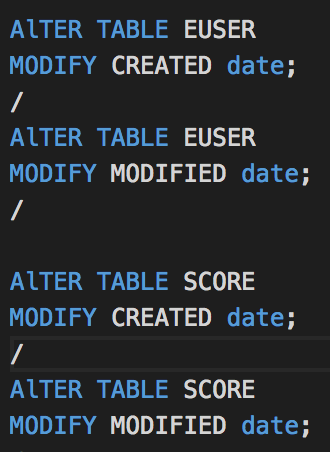 AlTER TABLE EUSER
MODIFY CREATED date;
/
AlTER TABLE EUSER
MODIFY MODIFIED date;
/
AlTER TABLE SCORE
MODIFY CREATED date;
/
AlTER TABLE SCORE
MODIFY MODIFIED date;